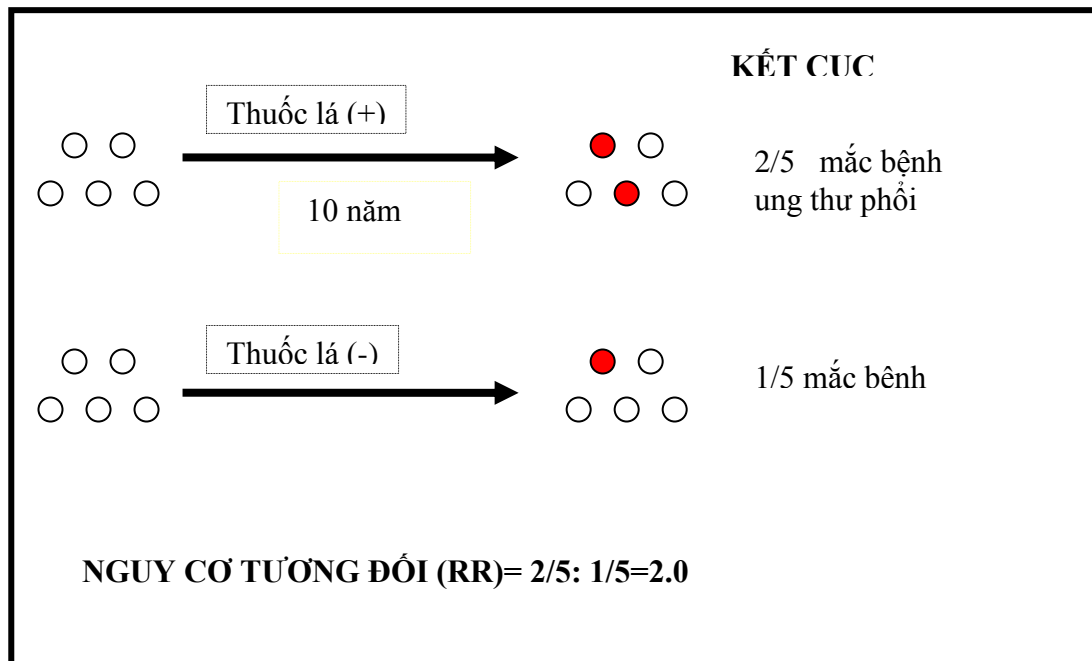 KẾT CUC
Thuốc lá (+)
10 năm
2/5 mắc bệnh
ung thư phổi
Thuốc lá (-)
1/5 mắc bênh
NGUY CƠ TƯƠNG ĐỐI (RR)= 2/5: 1/5=2.0